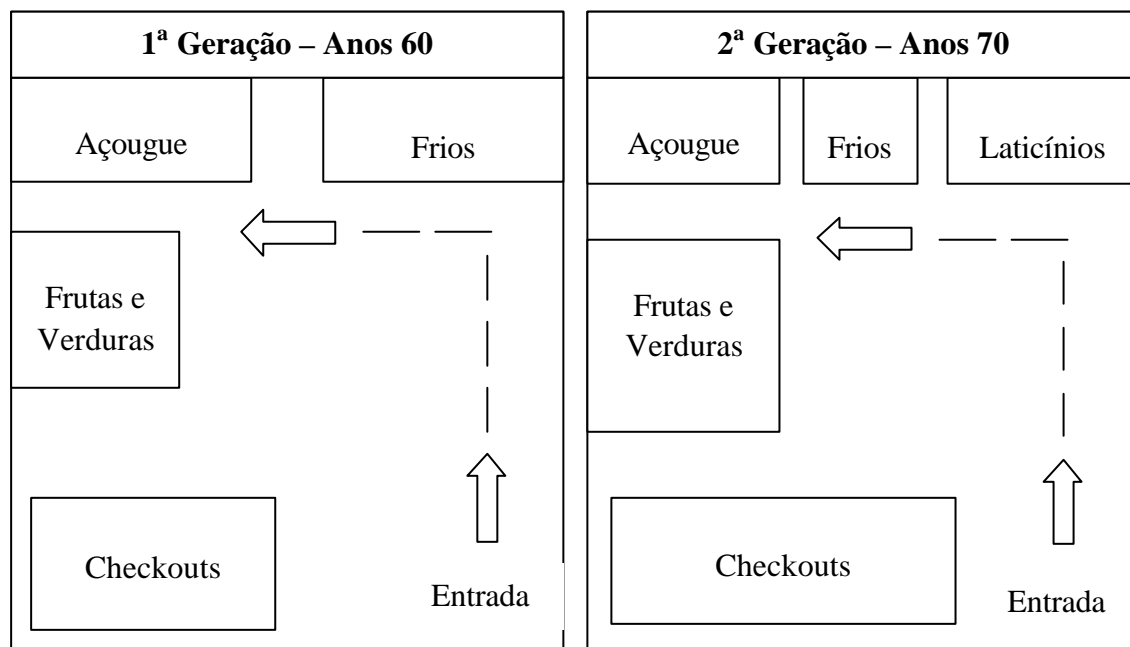 1ª Geração – Anos 60
Açougue
Frios
Frutas e
Verduras
Checkouts
Entrada
2ª Geração – Anos 70
Açougue
Frios
Laticínios
Frutas e
Verduras
Checkouts
Entrada